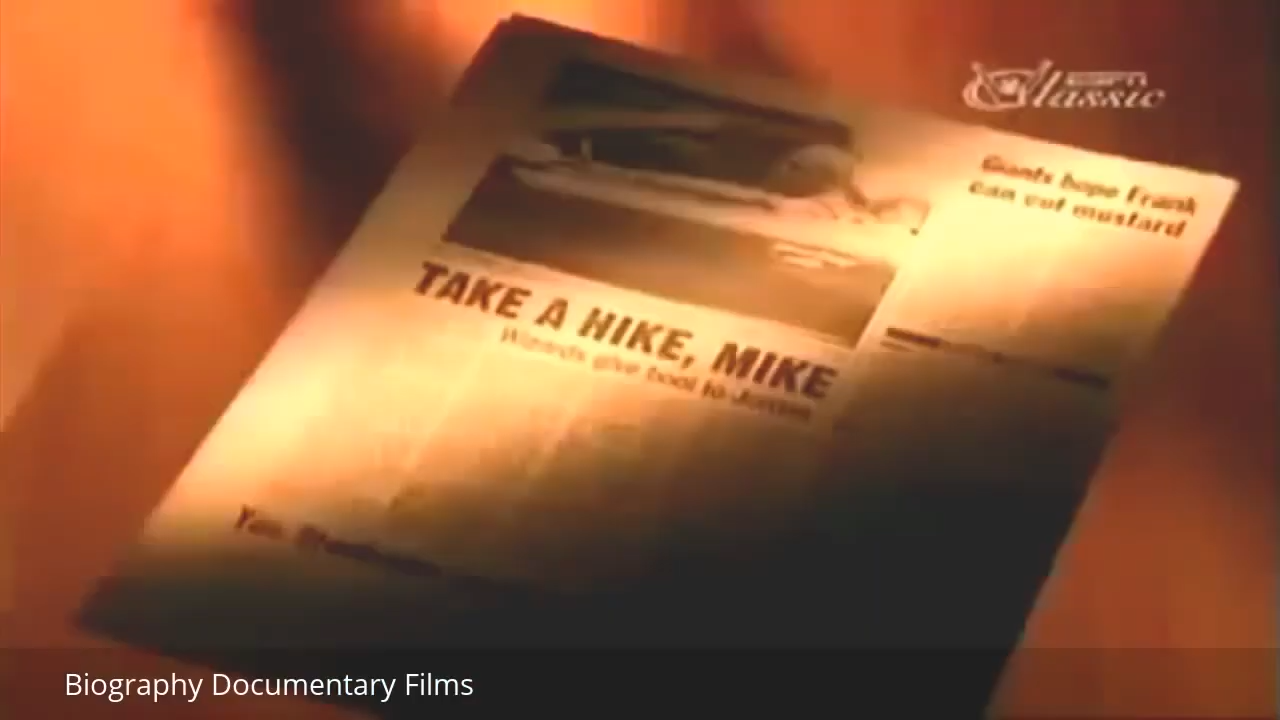 Classic
Giants hope Frank
can cut mustard
TAKE A HIKE, MIKE
Wizards give boot to Jordan
Biography Documentary Films